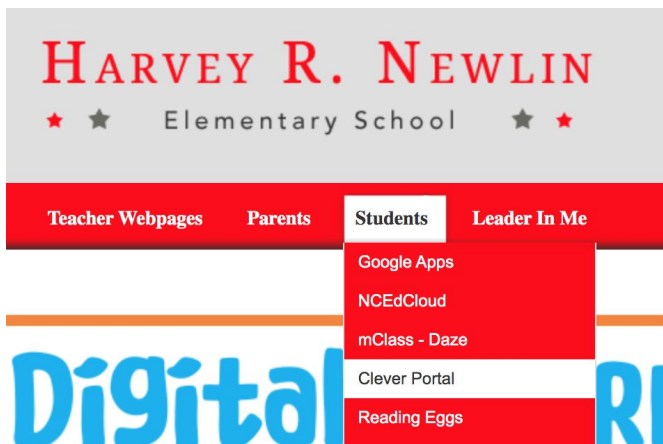 HARVEY R. NEWLIN
Elementary School
Teacher Webpages Parents Students Leader In Me
Google Apps
NCEdCloud
mClass - Daze
Clever Portal
Reading Eggs
Digital